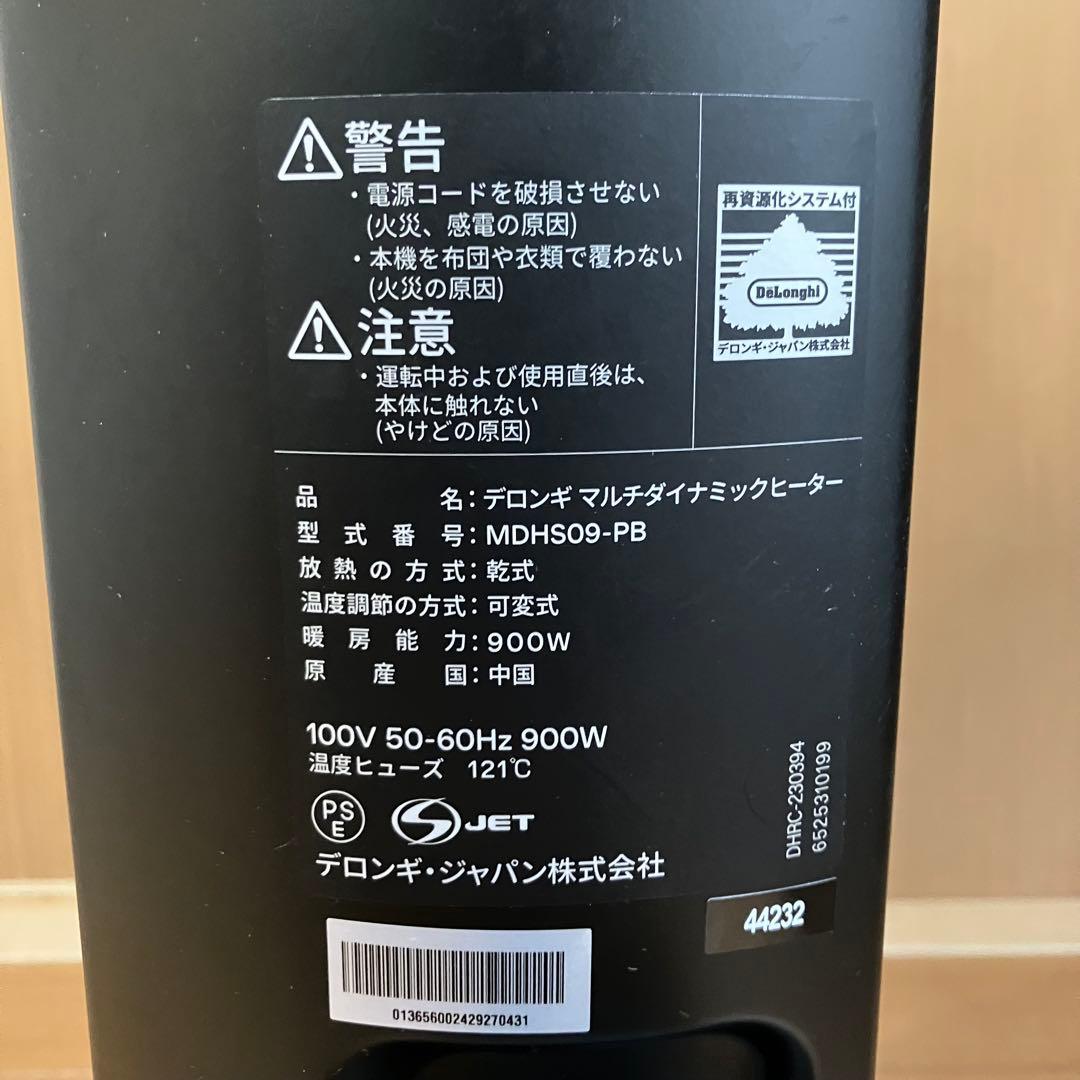 警告
・電源コードを破損させない
(火災、感電の原因)
・本機を布団や衣類で覆わない
(火災の原因)
注意
・運転中および使用直後は、
本体に触れない
(やけどの原因)
再資源化システム付
DeLonghi
デロンギ・ジャパン株式会社
品名:デロンギ マルチダイナミックヒーター
型式番号:MDHS09-PB
放熱の方式:乾式
温度調節の方式:可変式
暖房能力:900W
原産国:中国
100V 50-60Hz 900W
温度ヒューズ 121℃
PSE
S JET
デロンギ・ジャパン株式会社
DHRC-230394
6525310199
44232
013656002429270431